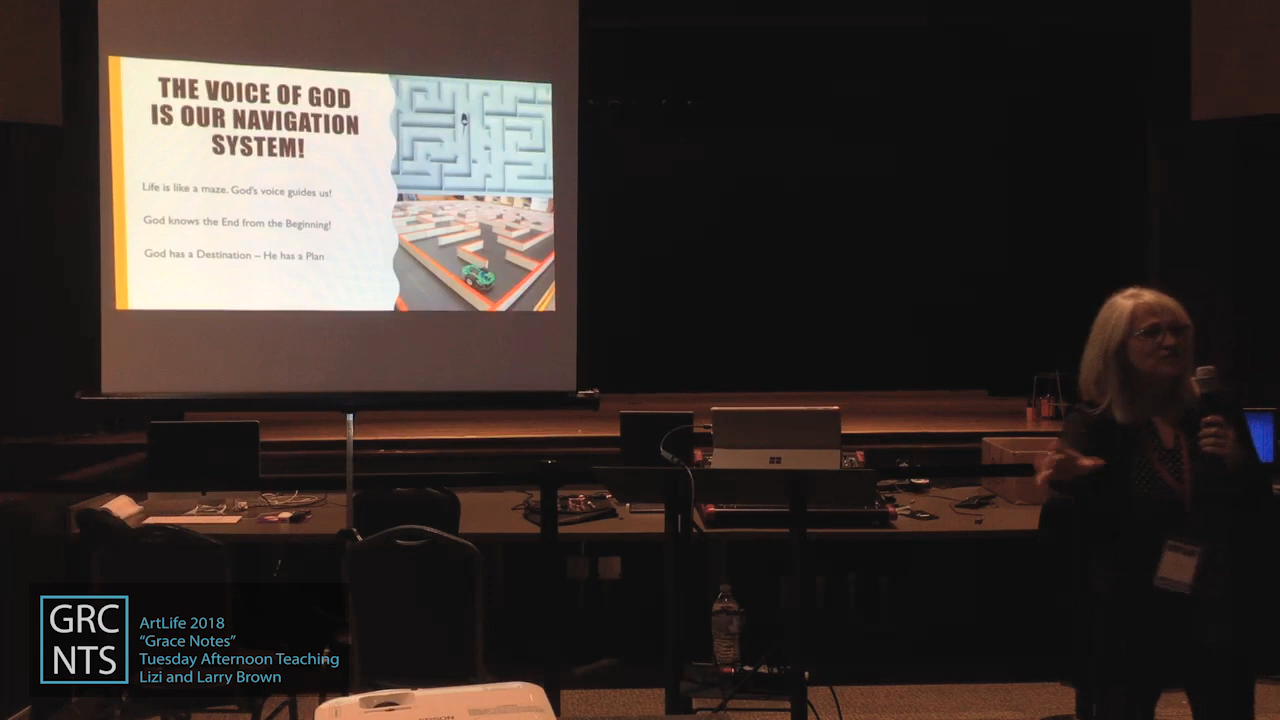 THE VOICE OF GOD
IS OUR NAVIGATION
SYSTEM!
Life is like a maze. God's voice guides us!
God knows the End from the Beginning!
God has a Destination – He has a Plan
GRC
NTS
ArtLife 2018
“Grace Notes”
Tuesday Afternoon Teaching
Lizi and Larry Brown
EPSON